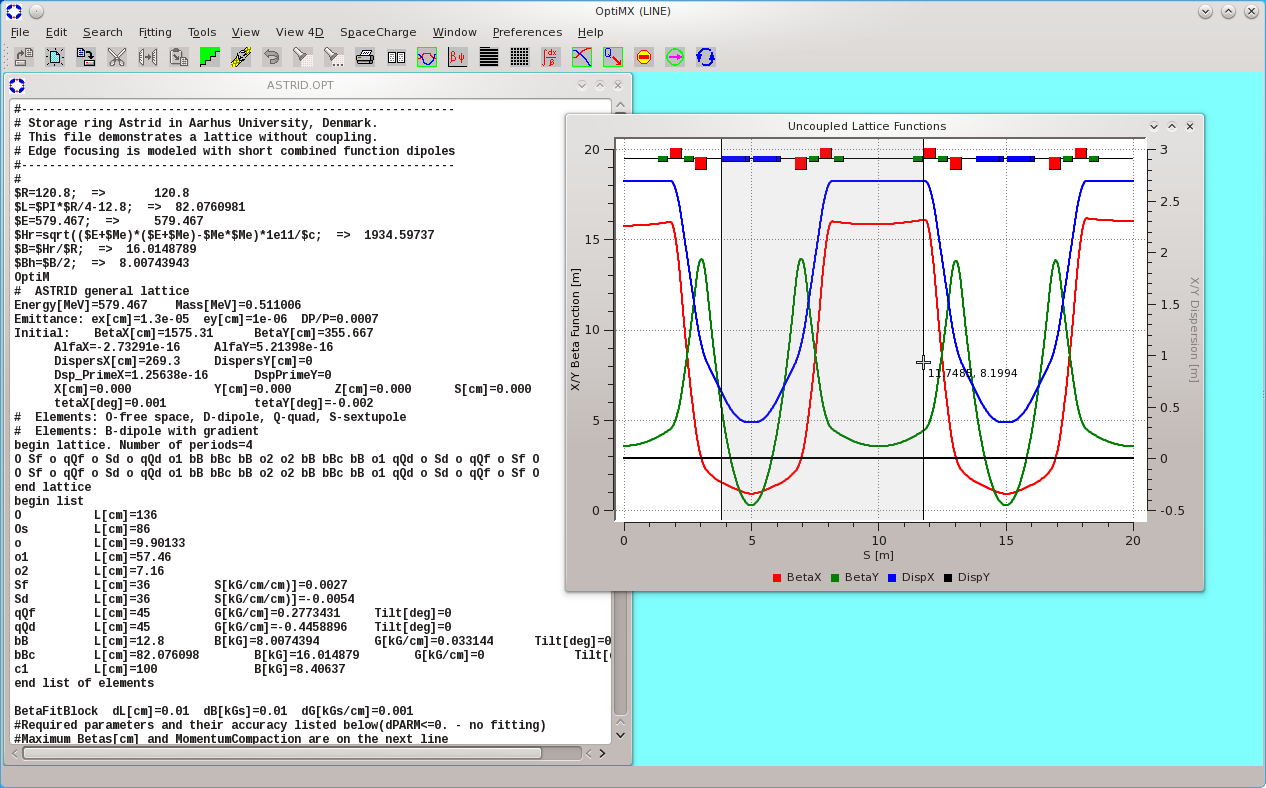 OptiMX (LINE)
File Edit Search Fitting Tools View View 4D SpaceCharge Window Preferences Help
ASTRID.OPT
#-------------------------------------------------------------
# Storage ring Astrid in Aarhus University, Denmark.
# This file demonstrates a lattice without coupling.
# Edge focusing is modeled with short combined function dipoles
#-------------------------------------------------------------
#
$R=120.8; => 120.8
$L=$PI*$R/4-12.8; => 82.0760981
$E=579.467; => 579.467
$Hr=sqrt(($E+$Me)*($E+$Me)-$Me*$Me)*1e11/$c; => 1934.59737
$B=$Hr/$R; => 16.0148789
$Bh=$B/2; => 8.00743943
OptiM
# ASTRID general lattice
Energy[MeV]=579.467 Mass[MeV]=0.511006
Emittance: ex[cm]=1.3e-05 ey[cm]=1e-06 DP/P=0.0007
Initial: BetaX[cm]=1575.31 BetaY[cm]=355.667
AlfaX=-2.73291e-16 AlfaY=5.21398e-16
DispersX[cm]=269.3 DispersY[cm]=0
Dsp_PrimeX=1.25638e-16 DspPrimeY=0
X[cm]=0.000 Y[cm]=0.000 Z[cm]=0.000 S[cm]=0.000
tetaX[deg]=0.001 tetaY[deg]=-0.002
# Elements: O-free space, D-dipole, Q-quad, S-sextupole
# Elements: B-dipole with gradient
begin lattice. Number of periods=4
O Sf o qQf o Sd o qQd o1 bB bBc bB o2 o2 bB bBc bB o1 qQd o Sd o qQf o Sf O
O Sf o qQf o Sd o qQd o1 bB bBc bB o2 o2 bB bBc bB o1 qQd o Sd o qQf o Sf O
end lattice
begin list
O L[cm]=136
Os L[cm]=86
o L[cm]=9.90133
o1 L[cm]=57.46
o2 L[cm]=7.16
Sf L[cm]=36 S[kG/cm/cm)]=0.0027
Sd L[cm]=36 S[kG/cm/cm)]=-0.0054
qQf L[cm]=45 G[kG/cm]=0.2773431 Tilt[deg]=0
qQd L[cm]=45 G[kG/cm]=-0.4458896 Tilt[deg]=0
bB L[cm]=12.8 B[kG]=8.0074394 G[kG/cm]=0.033144 Tilt[deg]=0
bBc L[cm]=82.076098 B[kG]=16.014879 G[kG/cm]=0 Tilt[
c1 L[cm]=100 B[kG]=8.40637
end list of elements
BetaFitBlock dL[cm]=0.01 dB[kGs]=0.01 dG[kGs/cm]=0.001
#Required parameters and their accuracy listed below(dPARM<=0. - no fitting)
#Maximum Betas[cm] and MomentumCompaction are on the next line
Uncoupled Lattice Functions
X/Y Beta Function [m]
20
15
10
5
0
3
2.5
2
1.5
1
0.5
0
-0.5
X/Y Dispersion [m]
11.7485, 8.1994
0 5 10 15 20
S [m]
BetaX BetaY DispX DispY